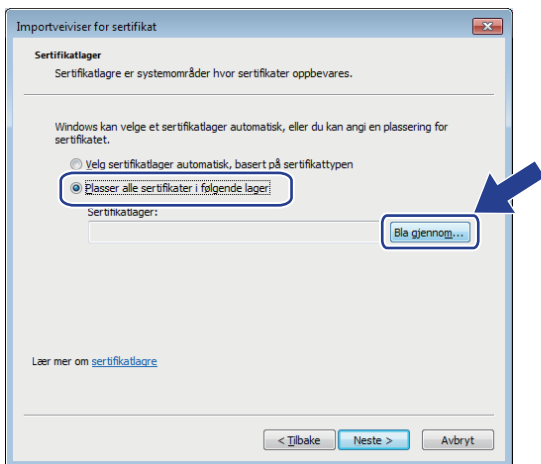 Importveiviser for sertifikat
Sertifikatlager
Sertifikatlagre er systemområder hvor sertifikater oppbevares.
Windows kan velge et sertifikatlager automatisk, eller du kan angi en plassering for
sertifikatet.
Velg sertifikatlager automatisk, basert på sertifikattypen
Plasser alle sertifikater i følgende lager
Sertifikatlager:
Bla gjennom...
Lær mer om sertifikatlagre
< Tilbake Neste > Avbryt